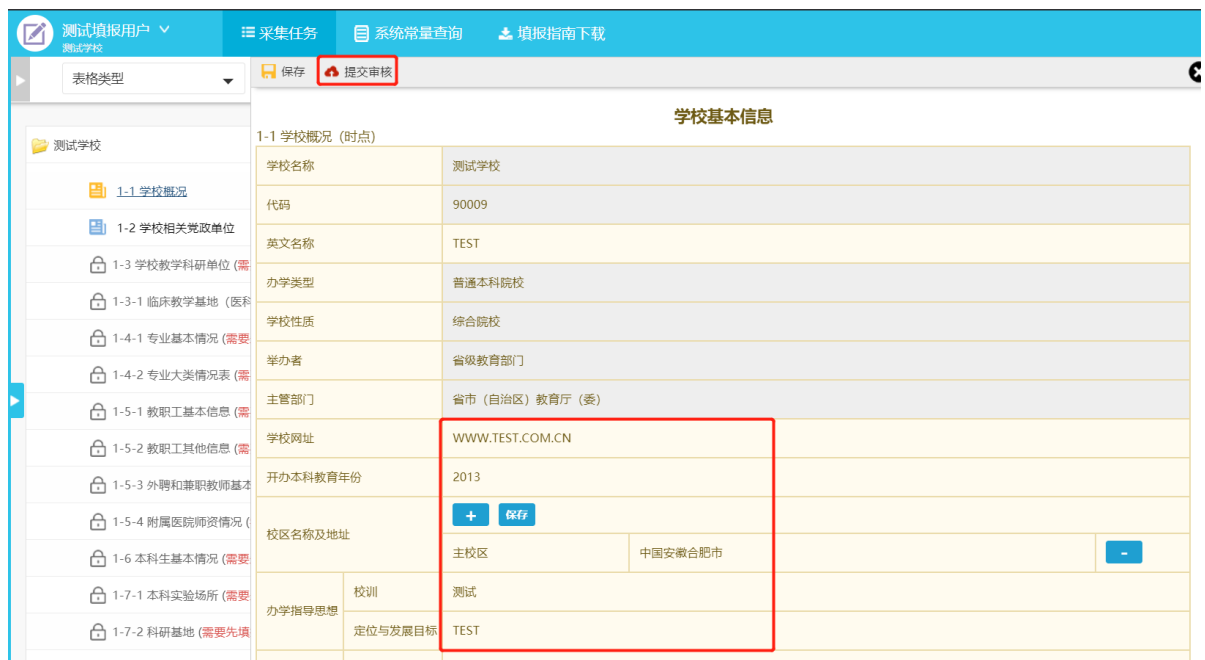 测试填报用户
测试学校
采集任务
系统常量查询
填报指南下载
表格类型
保存
提交审核
学校基本信息
1-1 学校概况（时点）
测试学校
1-1 学校概况
1-2 学校相关党政单位
1-3 学校教学科研单位 (需
1-3-1 临床教学基地（医科
1-4-1 专业基本情况 (需要
1-4-2 专业大类情况表 (需
1-5-1 教职工基本信息 (需
1-5-2 教职工其他信息 (需
1-5-3 外聘和兼职教师基本
1-5-4 附属医院师资情况 (
1-6 本科生基本情况 (需要
1-7-1 本科实验场所 (需要
1-7-2 科研基地 (需要先填
学校名称 测试学校
代码 90009
英文名称 TEST
办学类型 普通本科院校
学校性质 综合院校
举办者 省级教育部门
主管部门 省市（自治区）教育厅（委）
学校网址 WWW.TEST.COM.CN
开办本科教育年份 2013
校区名称及地址
+ 保存
主校区 中国安徽合肥市 -
办学指导思想
校训 测试
定位与发展目标 TEST